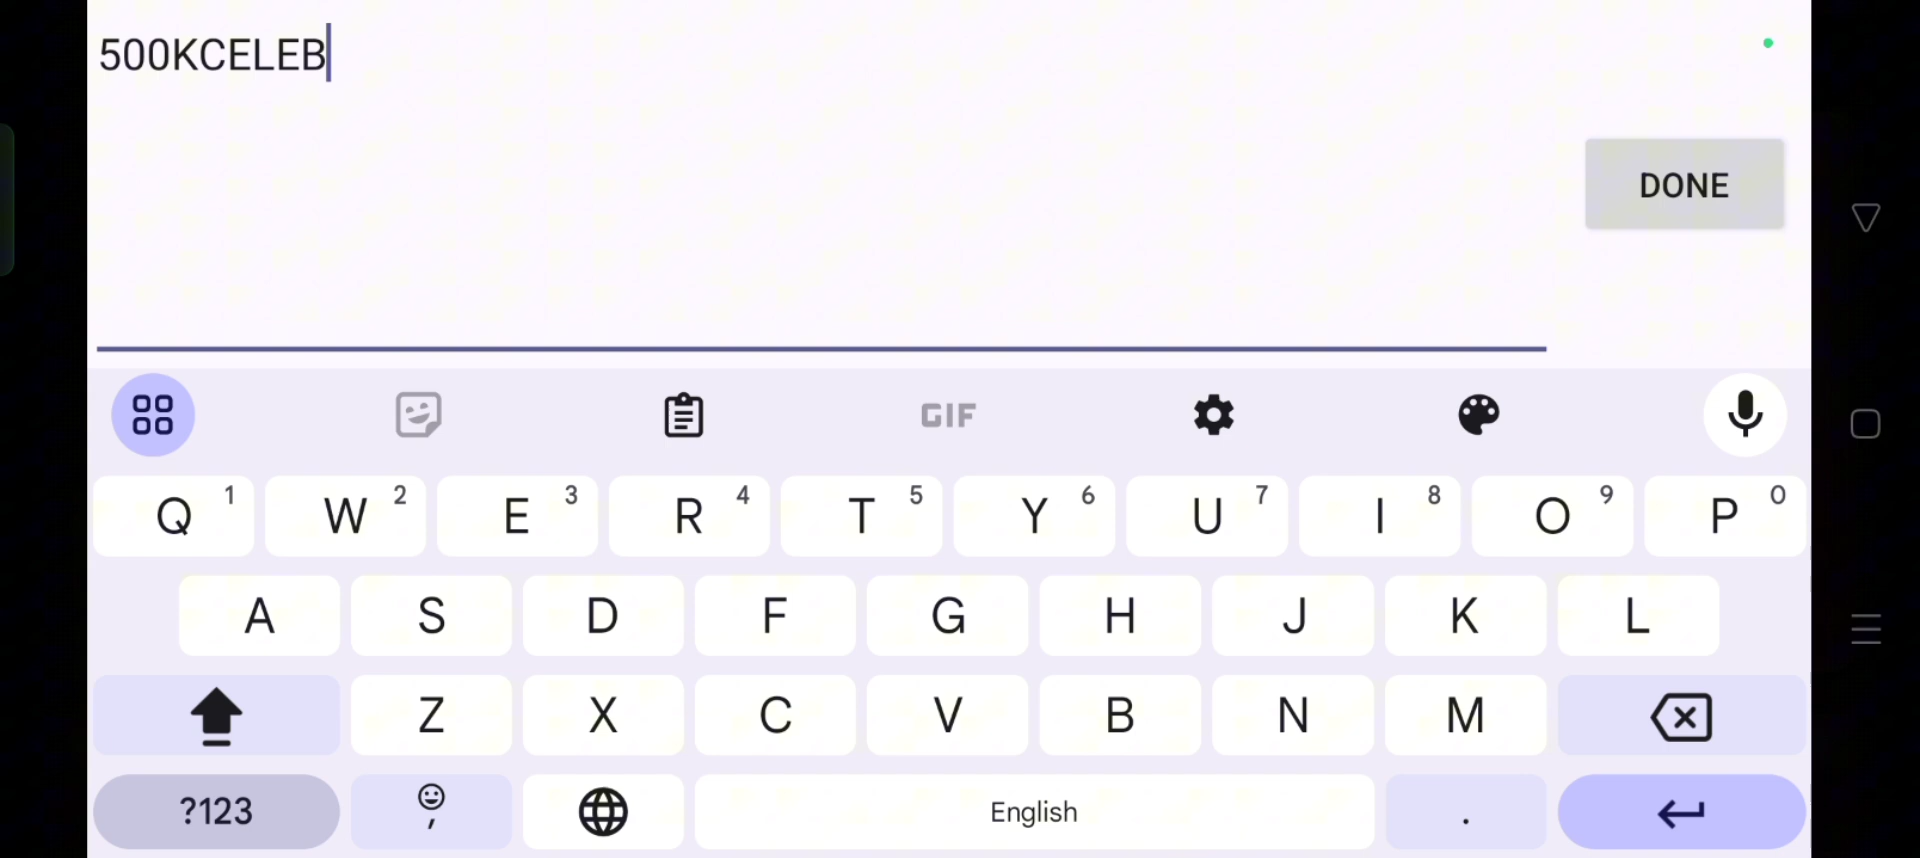 500KCELEB
DONE
GIF
Q 1 W 2 E 3 R 4 T 5 Y 6 U 7 I 8 O 9 P 0
A S D F G H J K L
Z X C V B N M
?123 , English .